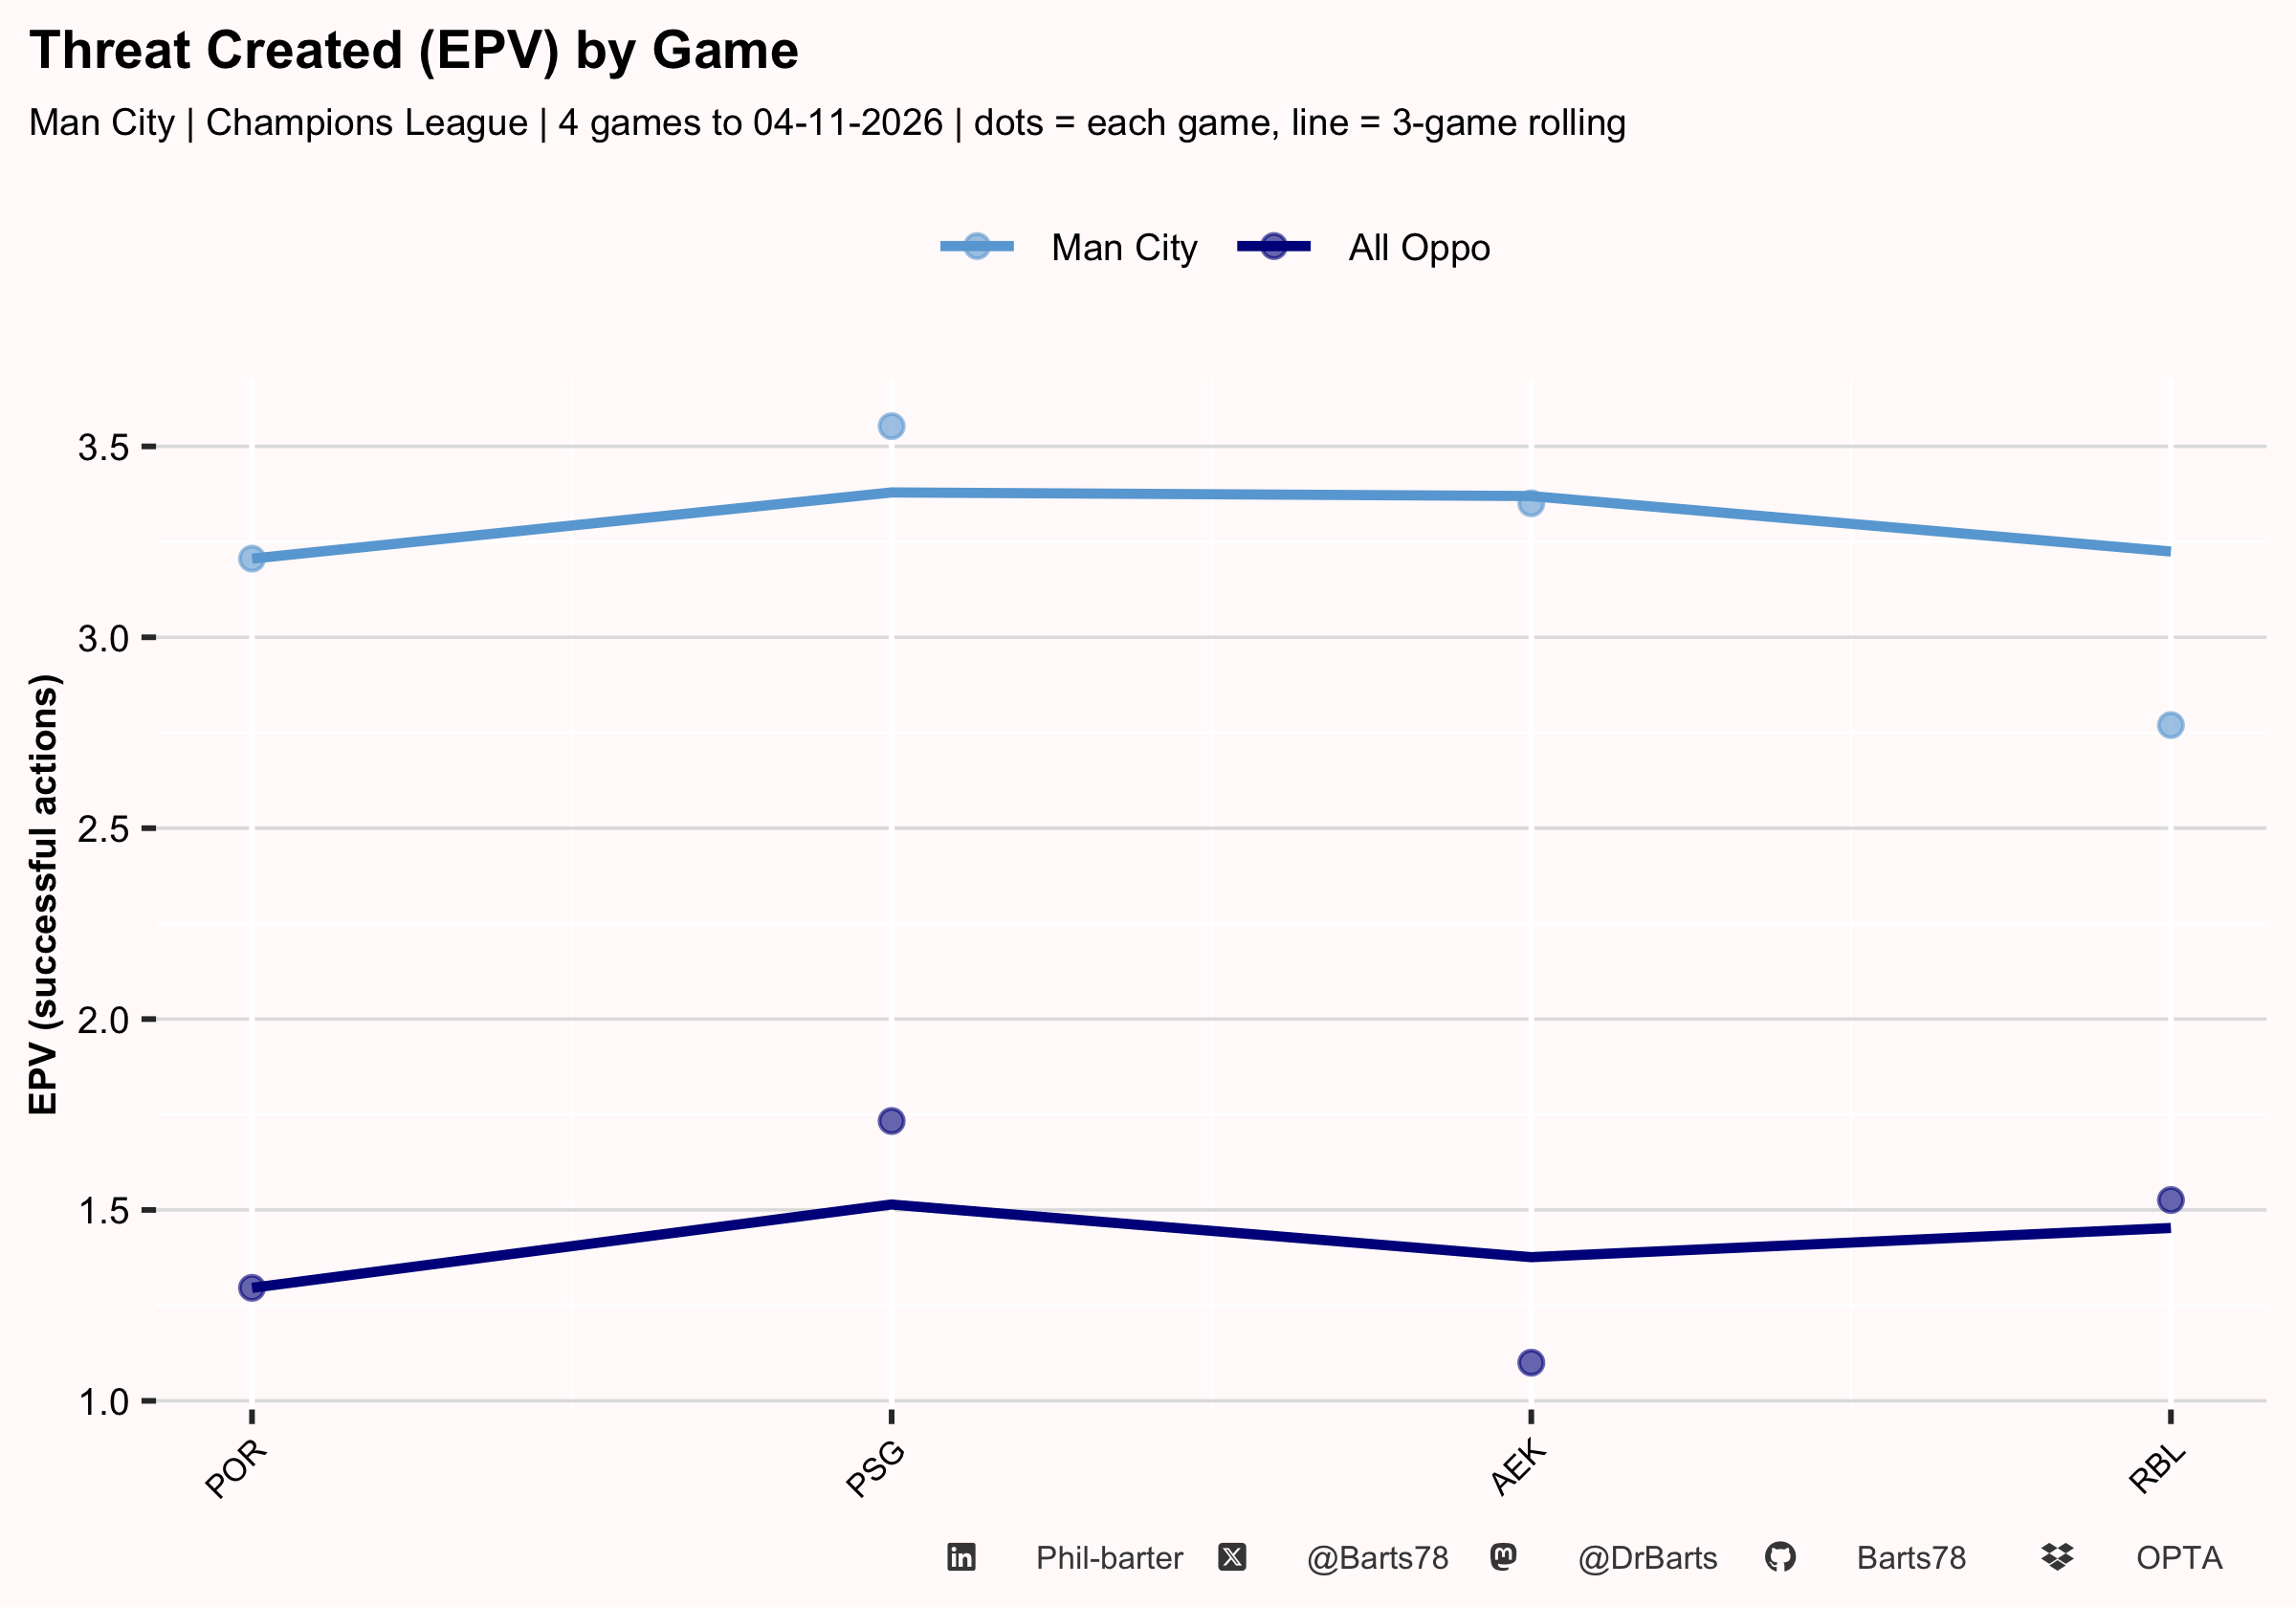 Threat Created (EPV) by Game
Man City | Champions League | 4 games to 04-11-2026 | dots = each game, line = 3-game rolling
Man City
All Oppo
EPV (successful actions)
3.5
3.0
2.5
2.0
1.5
1.0
POR
PSG
AEK
RBL
Phil-barter @Barts78 @DrBarts Barts78 OPTA